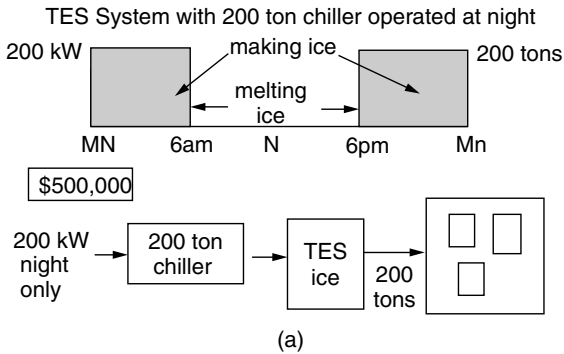 TES System with 200 ton chiller operated at night
200 kW
making ice
200 tons
melting
ice
MN
6am
N
6pm
Mn
$500,000
200 kW
night
only
200 ton
chiller
TES
ice
200
tons
(a)